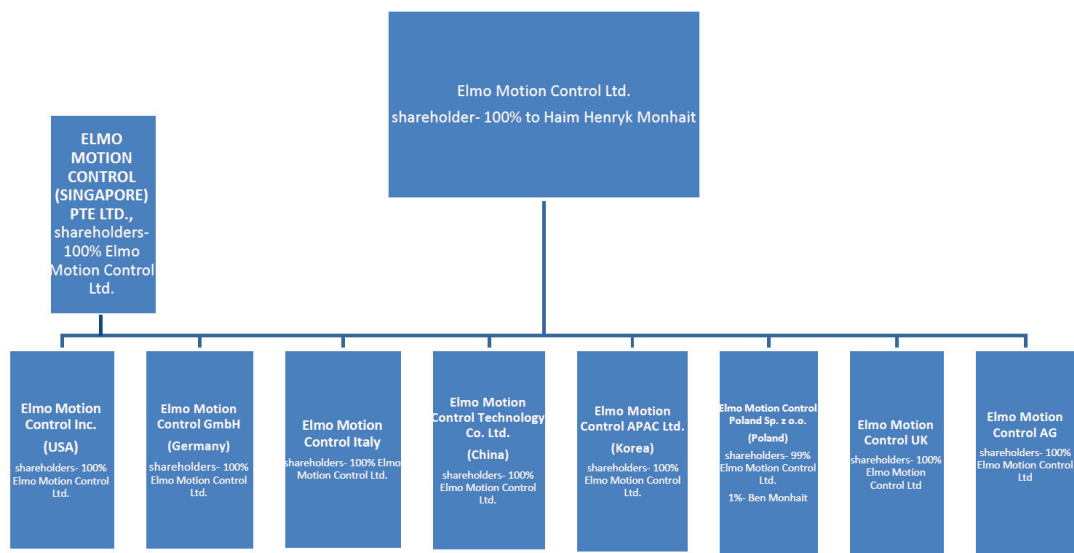 Elmo Motion Control Ltd.
shareholder- 100% to Haim Henryk Monhait
ELMO
MOTION
CONTROL
(SINGAPORE)
PTE LTD.,
shareholders-
100% Elmo
Motion Control
Ltd.
Elmo Motion
Control Inc.
(USA)
shareholders- 100%
Elmo Motion Control
Ltd.
Elmo Motion
Control GmbH
(Germany)
shareholders- 100%
Elmo Motion Control
Ltd.
Elmo Motion
Control Italy
shareholders- 100% Elmo
Motion Control Ltd.
Elmo Motion
Control Technology
Co. Ltd.
(China)
shareholders- 100%
Elmo Motion Control
Ltd.
Elmo Motion
Control APAC Ltd.
(Korea)
shareholders- 100%
Elmo Motion Control
Ltd.
Elmo Motion Control
Poland Sp. z o.o.
(Poland)
shareholders- 99%
Elmo Motion Control
Ltd.
1%- Ben Monhait
Elmo Motion
Control UK
shareholders- 100%
Elmo Motion
Control Ltd
Elmo Motion
Control AG
shareholders- 100%
Elmo Motion Control
Ltd